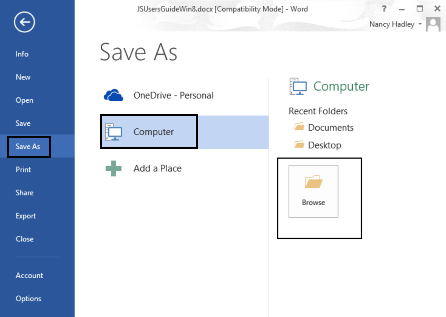 JSUsersGuideWin8.docx [Compatibility Mode] - Word
?
Nancy Hadley
Info
New
Open
Save
Save As
Print
Share
Export
Close
Account
Options
Save As
OneDrive - Personal
Computer
Add a Place
Computer
Recent Folders
Documents
Desktop
Browse